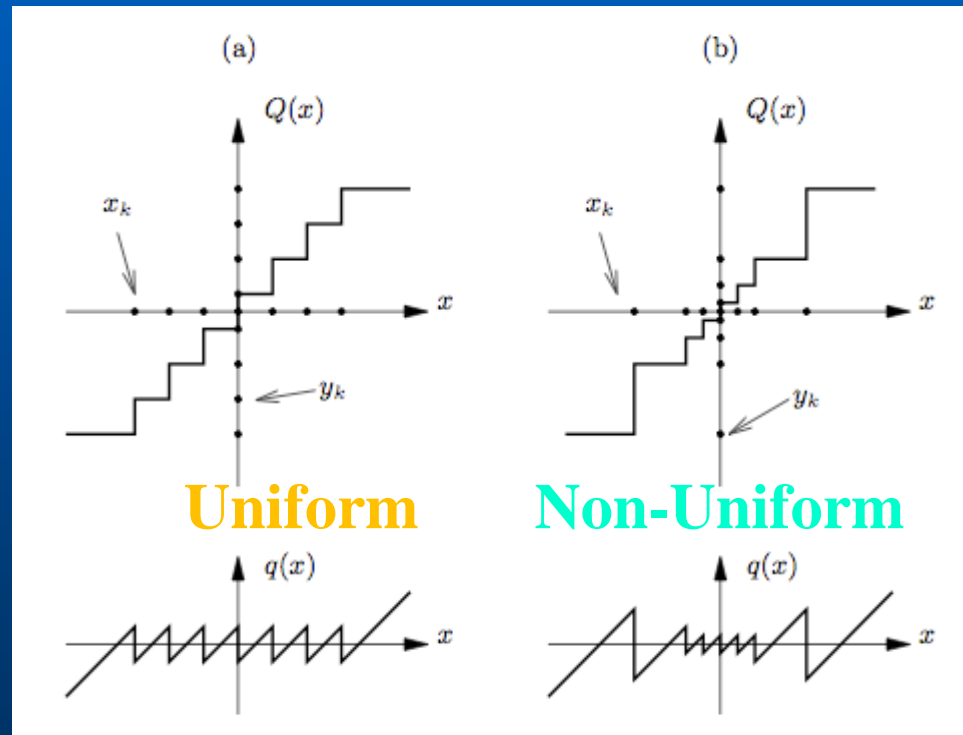 (a)
(b)
Q(x)
Q(x)
x_k
x_k
x
x
y_k
y_k
Uniform
Non-Uniform
q(x)
q(x)
x
x